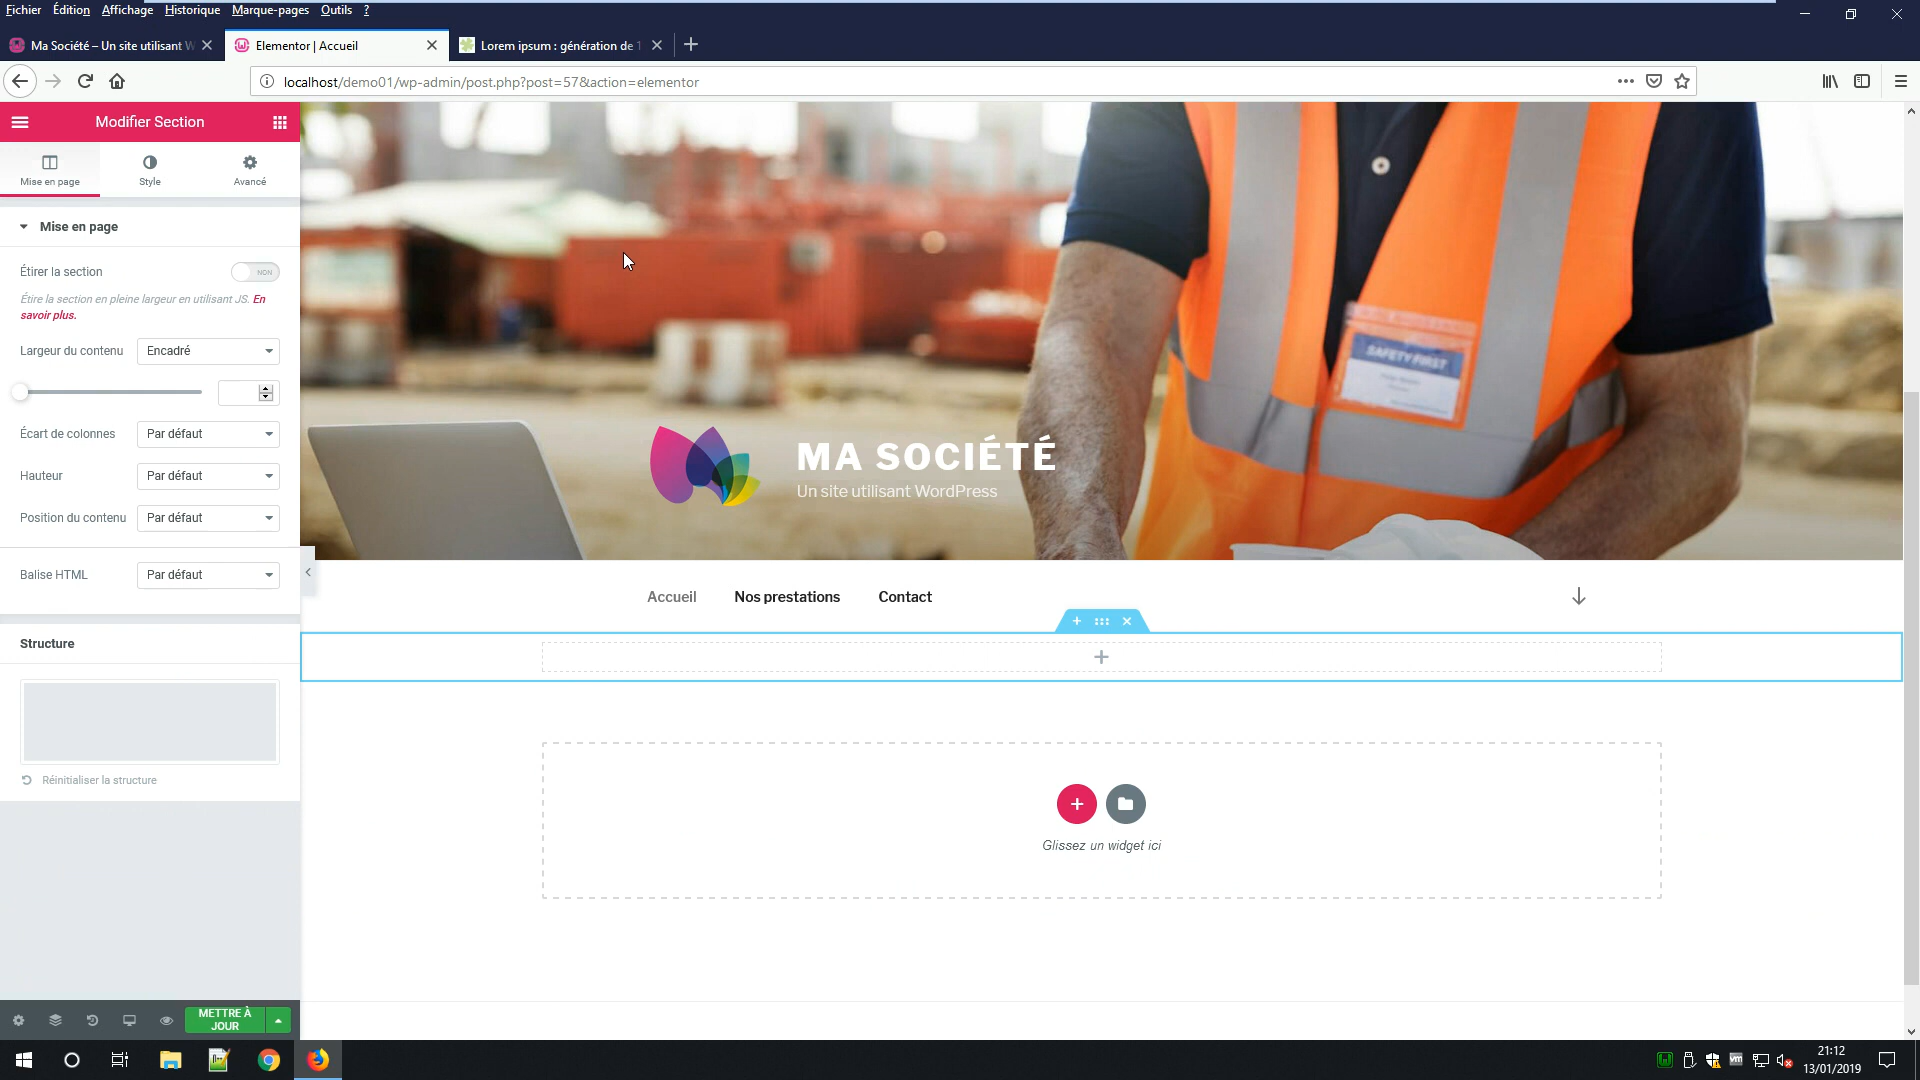 Fichier Édition Affichage Historique Marque-pages Outils ?
Ma Société – Un site utilisant W
Elementor | Accueil
Lorem ipsum : génération de 1
localhost/demo01/wp-admin/post.php?post=57&action=elementor
Modifier Section
Mise en page
Style
Avancé
Mise en page
Étirer la section
NON
Étire la section en pleine largeur en utilisant JS. En
savoir plus.
Largeur du contenu
Encadré
Écart de colonnes
Par défaut
Hauteur
Par défaut
Position du contenu
Par défaut
Balise HTML
Par défaut
Structure
Réinitialiser la structure
METTRE À
JOUR
SAFETY FIRST
MA SOCIÉTÉ
Un site utilisant WordPress
Accueil
Nos prestations
Contact
Glissez un widget ici
vm
21:12
13/01/2019